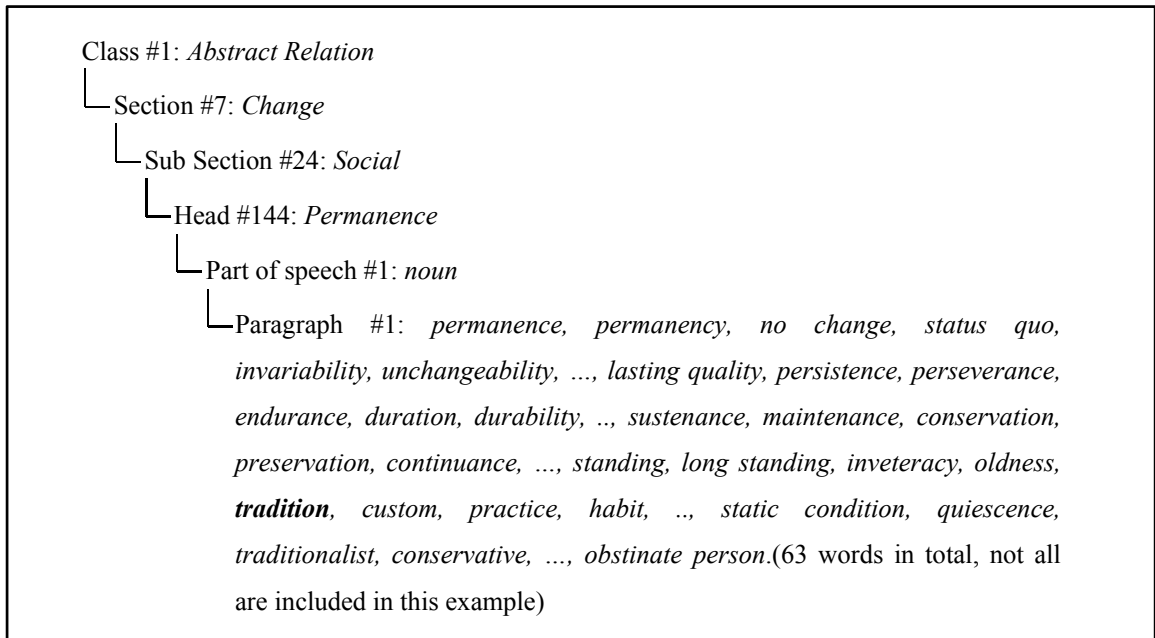 Class #1: Abstract Relation
Section #7: Change
Sub Section #24: Social
Head #144: Permanence
Part of speech #1: noun
Paragraph #1: permanence, permanency, no change, status quo,
invariability, unchangeability, …, lasting quality, persistence, perseverance,
endurance, duration, durability, .., sustenance, maintenance, conservation,
preservation, continuance, …, standing, long standing, inveteracy, oldness,
tradition, custom, practice, habit, .., static condition, quiescence,
traditionalist, conservative, …, obstinate person.(63 words in total, not all
are included in this example)